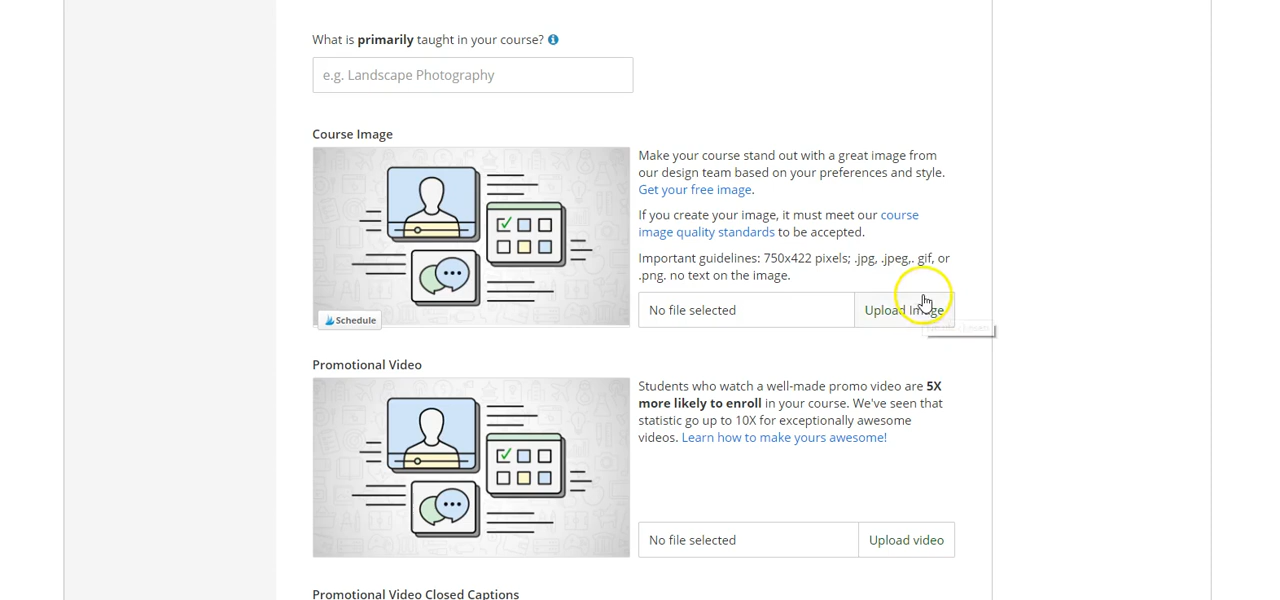 What is primarily taught in your course?
e.g. Landscape Photography
Course Image
Make your course stand out with a great image from
our design team based on your preferences and style.
Get your free image.
If you create your image, it must meet our course
image quality standards to be accepted.
Important guidelines: 750x422 pixels; .jpg, .jpeg,. gif, or
.png. no text on the image.
No file selected
Upload Image
Schedule
Promotional Video
Students who watch a well-made promo video are 5X
more likely to enroll in your course. We've seen that
statistic go up to 10X for exceptionally awesome
videos. Learn how to make yours awesome!
No file selected
Upload video
Promotional Video Closed Captions